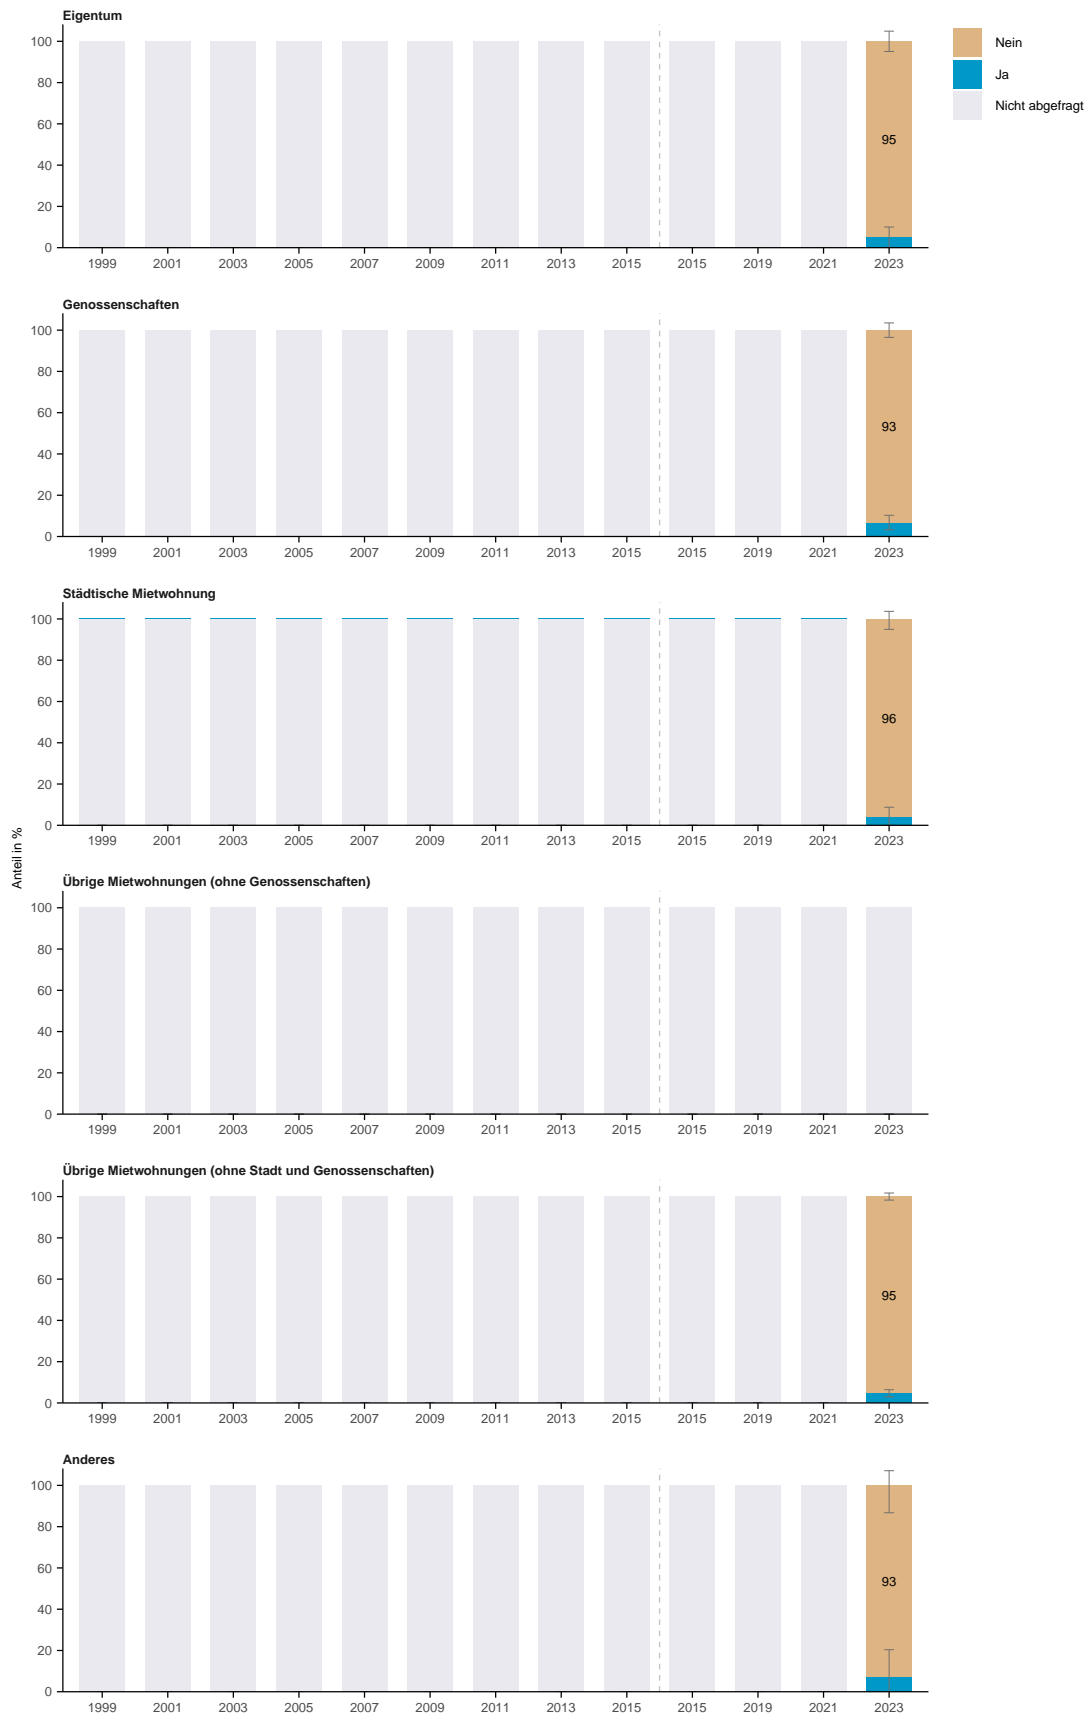 Eigentum
Nein
Ja
Nicht abgefragt
100
80
60
40
20
0
95
1999 2001 2003 2005 2007 2009 2011 2013 2015 2015 2019 2021 2023
Genossenschaften
100
80
60
40
20
0
93
1999 2001 2003 2005 2007 2009 2011 2013 2015 2015 2019 2021 2023
Städtische Mietwohnung
100
80
60
40
20
0
96
1999 2001 2003 2005 2007 2009 2011 2013 2015 2015 2019 2021 2023
Anteil in %
Übrige Mietwohnungen (ohne Genossenschaften)
100
80
60
40
20
0
1999 2001 2003 2005 2007 2009 2011 2013 2015 2015 2019 2021 2023
Übrige Mietwohnungen (ohne Stadt und Genossenschaften)
100
80
60
40
20
0
95
1999 2001 2003 2005 2007 2009 2011 2013 2015 2015 2019 2021 2023
Anderes
100
80
60
40
20
0
93
1999 2001 2003 2005 2007 2009 2011 2013 2015 2015 2019 2021 2023